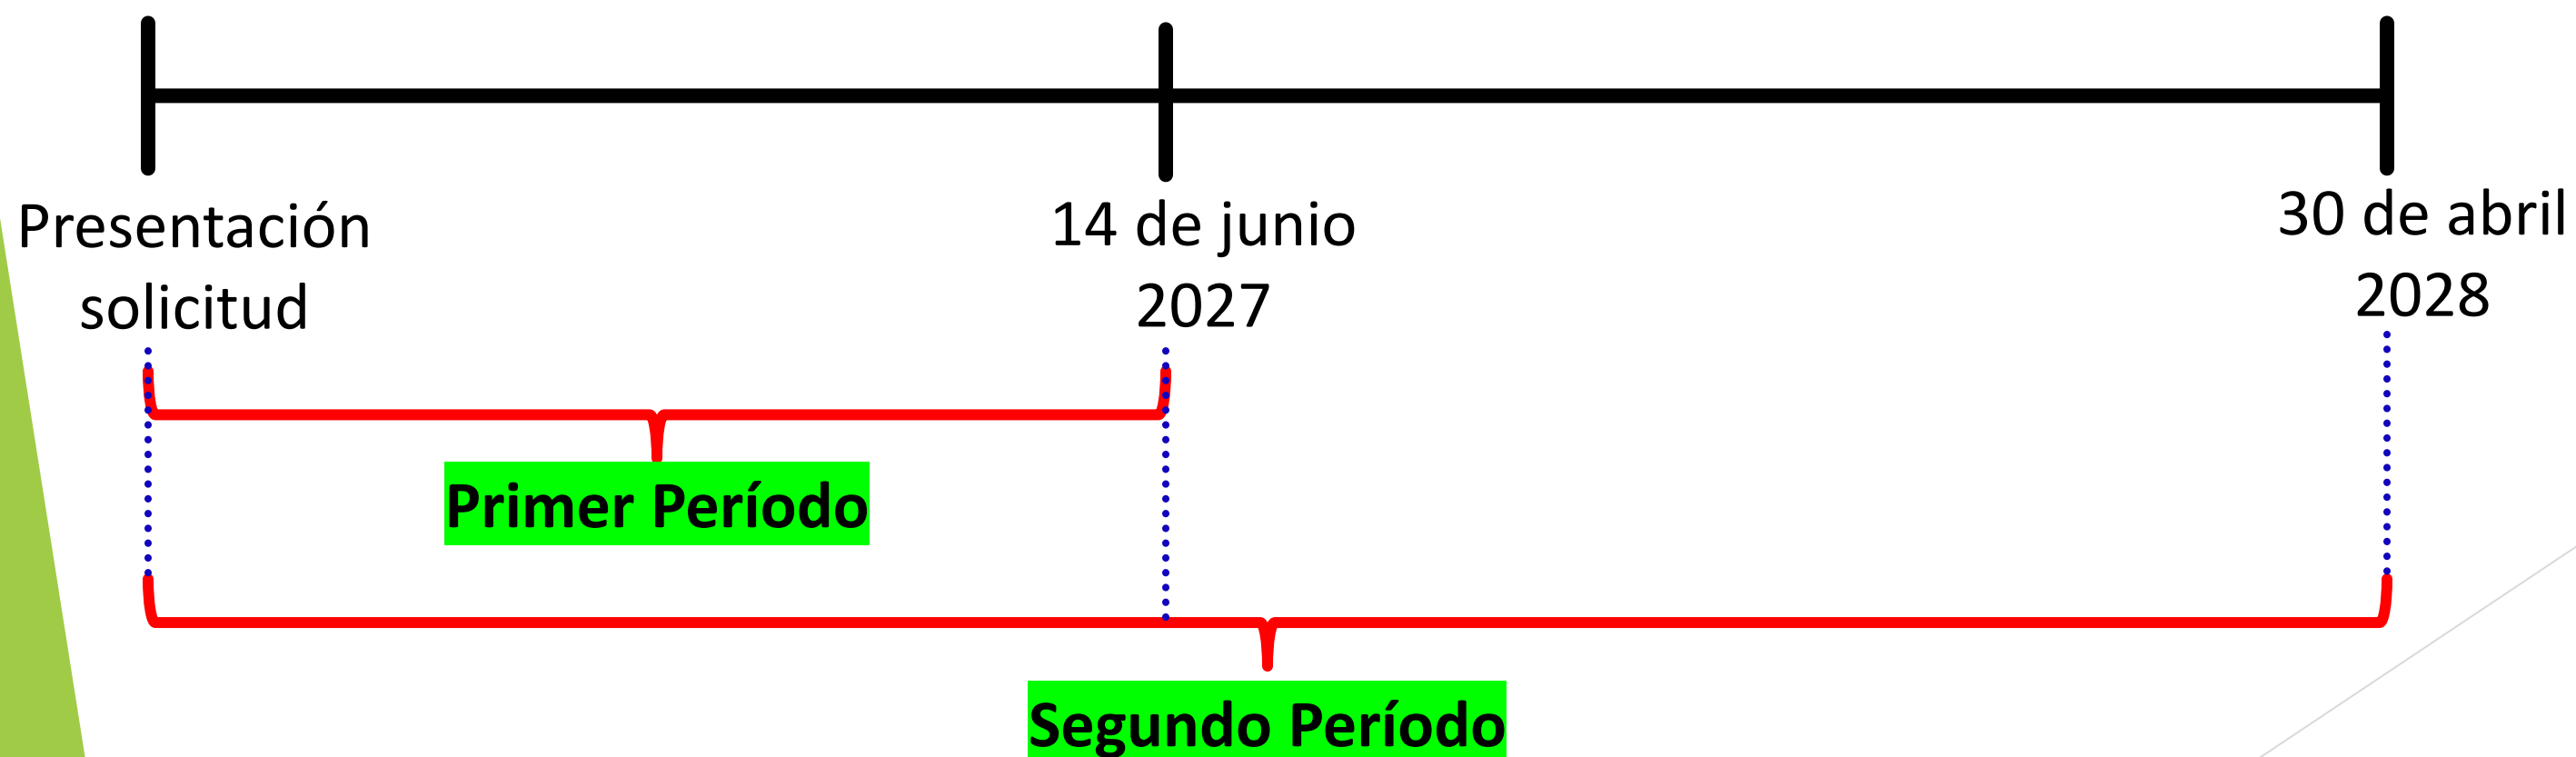 Presentación
solicitud
14 de junio
2027
30 de abril
2028
Primer Período
Segundo Período